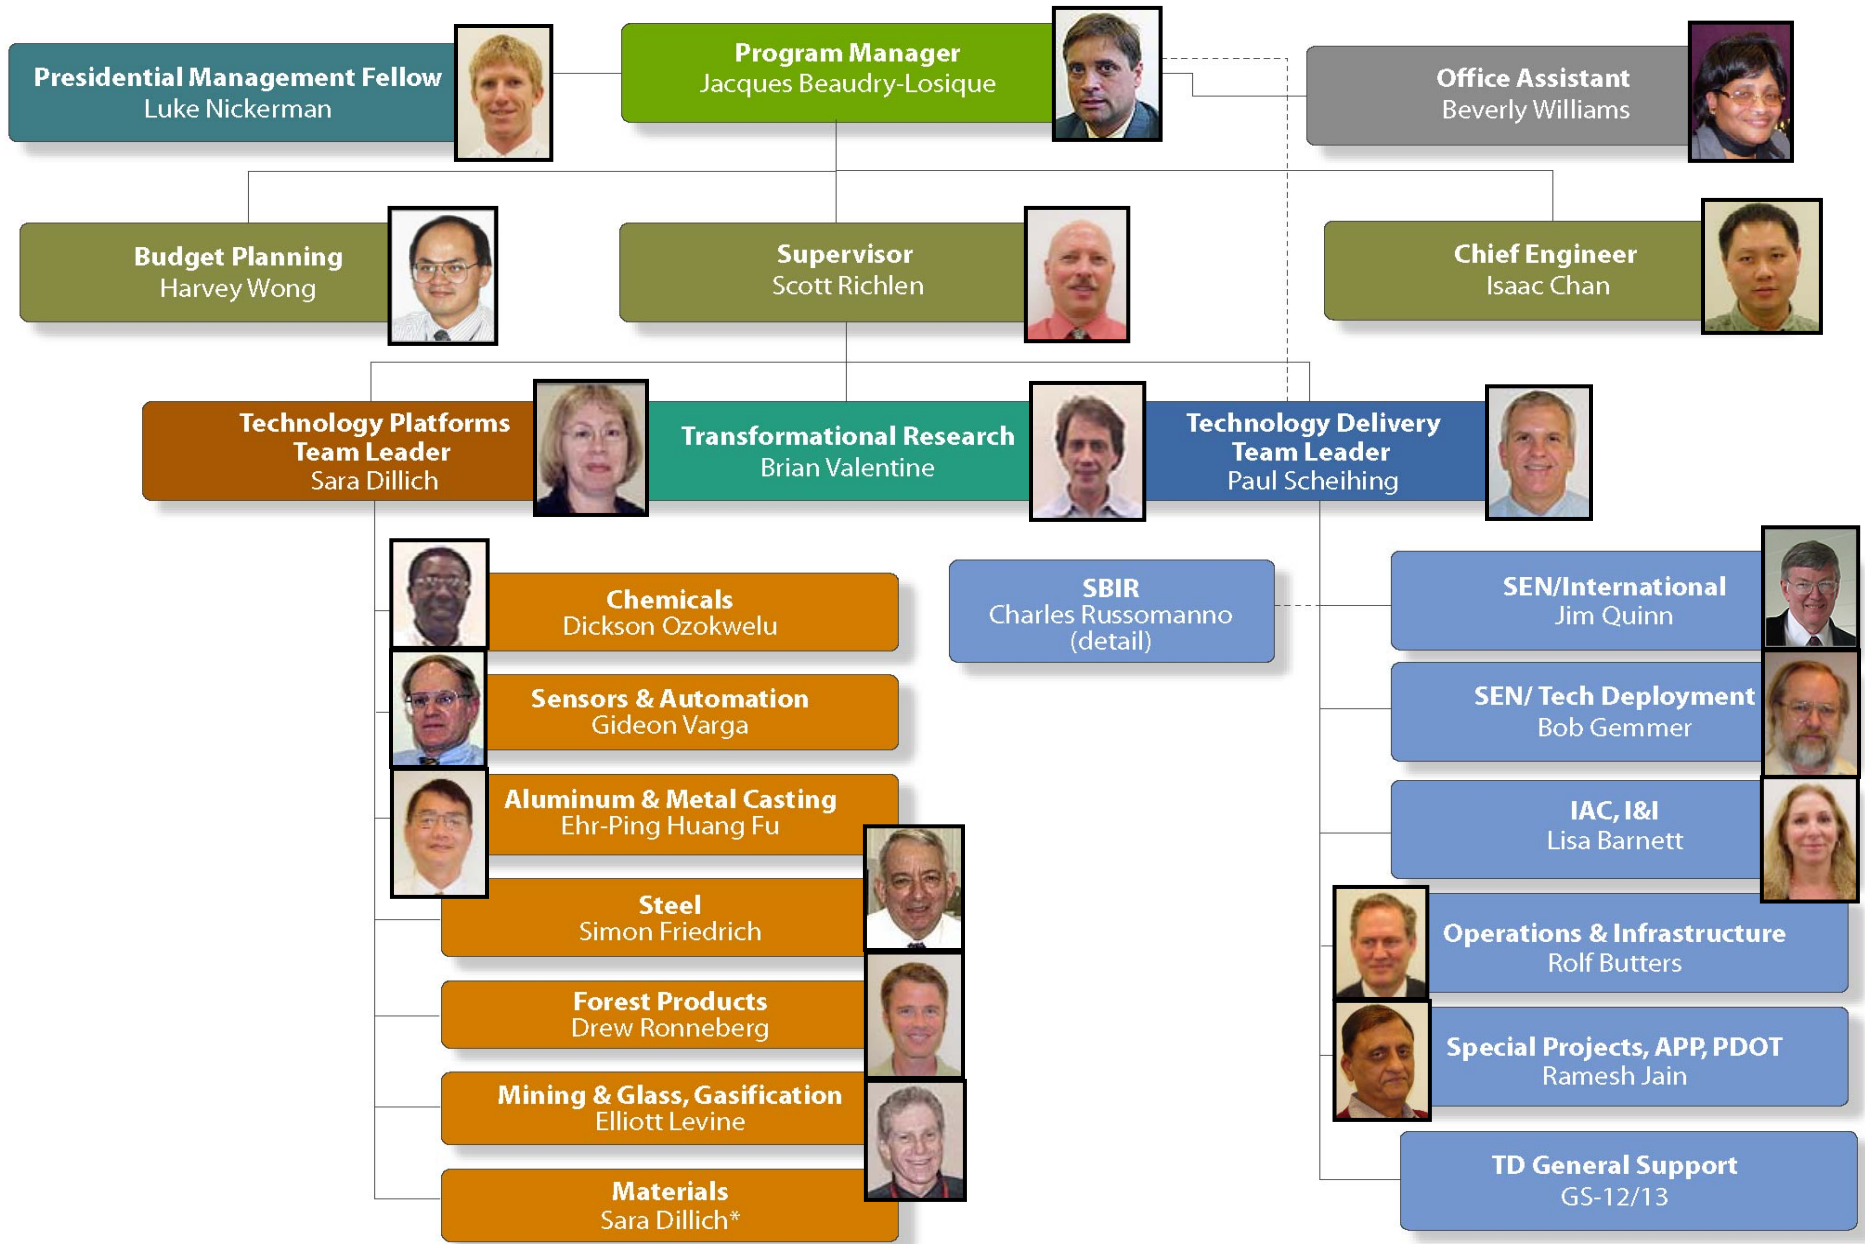 Presidential Management Fellow
Luke Nickerman
Program Manager
Jacques Beaudry-Losique
Office Assistant
Beverly Williams
Budget Planning
Harvey Wong
Supervisor
Scott Richlen
Chief Engineer
Isaac Chan
Technology Platforms
Team Leader
Sara Dillich
Transformational Research
Brian Valentine
Technology Delivery
Team Leader
Paul Scheihing
Chemicals
Dickson Ozokwelu
Sensors & Automation
Gideon Varga
Aluminum & Metal Casting
Ehr-Ping Huang Fu
Steel
Simon Friedrich
Forest Products
Drew Ronneberg
Mining & Glass, Gasification
Elliott Levine
Materials
Sara Dillich*
SBIR
Charles Russomanno
(detail)
SEN/International
Jim Quinn
SEN/ Tech Deployment
Bob Gemmer
IAC, I&I
Lisa Barnett
Operations & Infrastructure
Rolf Butters
Special Projects, APP, PDOT
Ramesh Jain
TD General Support
GS-12/13